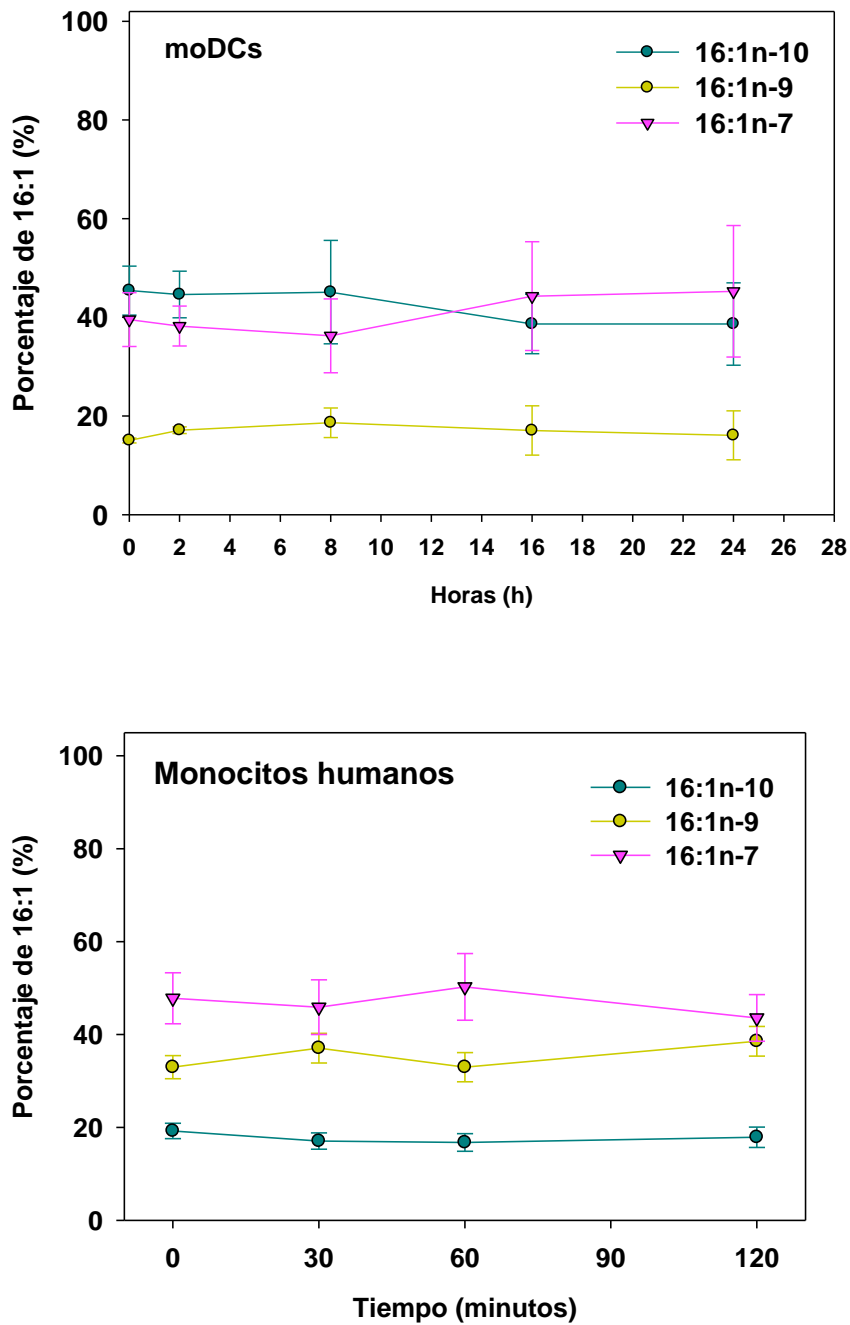 moDCs
16:1n-10
16:1n-9
16:1n-7
Porcentaje de 16:1 (%)
100
80
60
40
20
0
0 2 4 6 8 10 12 14 16 18 20 22 24 26 28
Horas (h)
Monocitos humanos
16:1n-10
16:1n-9
16:1n-7
Porcentaje de 16:1 (%)
100
80
60
40
20
0
0 30 60 90 120
Tiempo (minutos)